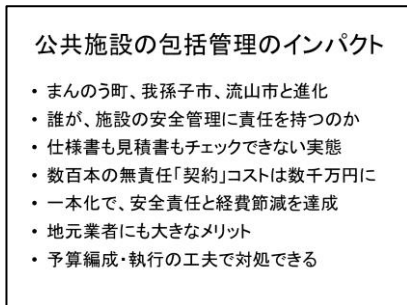 公共施設の包括管理のインパクト
• まんのう町、我孫子市、流山市と進化
• 誰が、施設の安全管理に責任を持つのか
• 仕様書も見積書もチェックできない実態
• 数百本の無責任「契約」コストは数千万円に
• 一本化で、安全責任と経費節減を達成
• 地元業者にも大きなメリット
• 予算編成・執行の工夫で対処できる